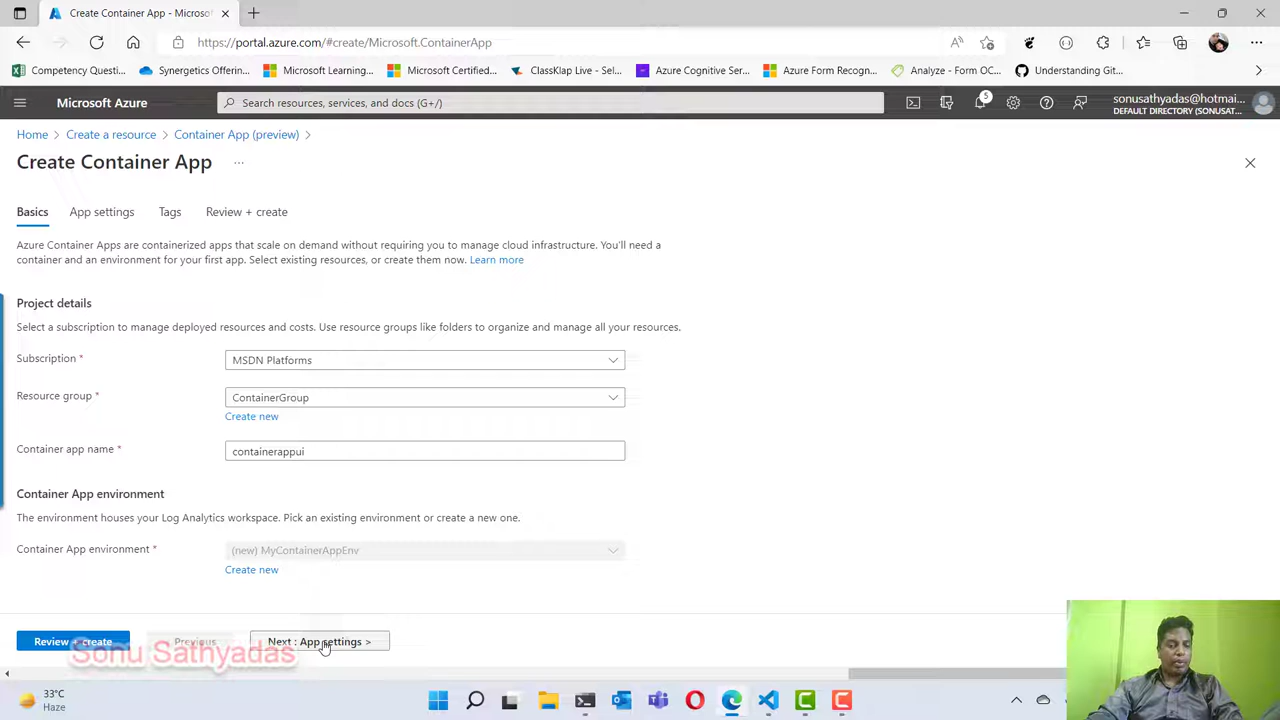 Create Container App - Microsof
https://portal.azure.com/#create/Microsoft.ContainerApp
Competency Questi...
Synergetics Offerin...
Microsoft Learning...
Microsoft Certified...
ClassKlap Live - Sel...
Azure Cognitive Ser...
Azure Form Recogn...
Analyze - Form OC...
Understanding Git...
Microsoft Azure
Search resources, services, and docs (G+/)
5
sonusathyadas@hotmai...
DEFAULT DIRECTORY (SONUSAT...
Home > Create a resource > Container App (preview) >
Create Container App ...
Basics
App settings
Tags
Review + create
Azure Container Apps are containerized apps that scale on demand without requiring you to manage cloud infrastructure. You'll need a
container and an environment for your first app. Select existing resources, or create them now. Learn more
Project details
Select a subscription to manage deployed resources and costs. Use resource groups like folders to organize and manage all your resources.
Subscription *
MSDN Platforms
Resource group *
ContainerGroup
Create new
Container app name *
containerappui
Container App environment
The environment houses your Log Analytics workspace. Pick an existing environment or create a new one.
Container App environment *
(new) MyContainerAppEnv
Create new
Review + create
Previous
Next : App settings >
Sonu Sathyadas
33°C
Haze